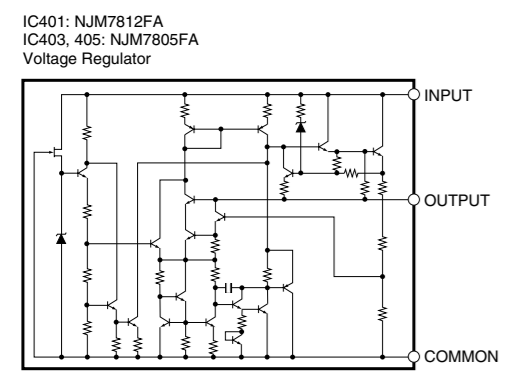 IC401: NJM7812FA
IC403, 405: NJM7805FA
Voltage Regulator
INPUT
OUTPUT
COMMON